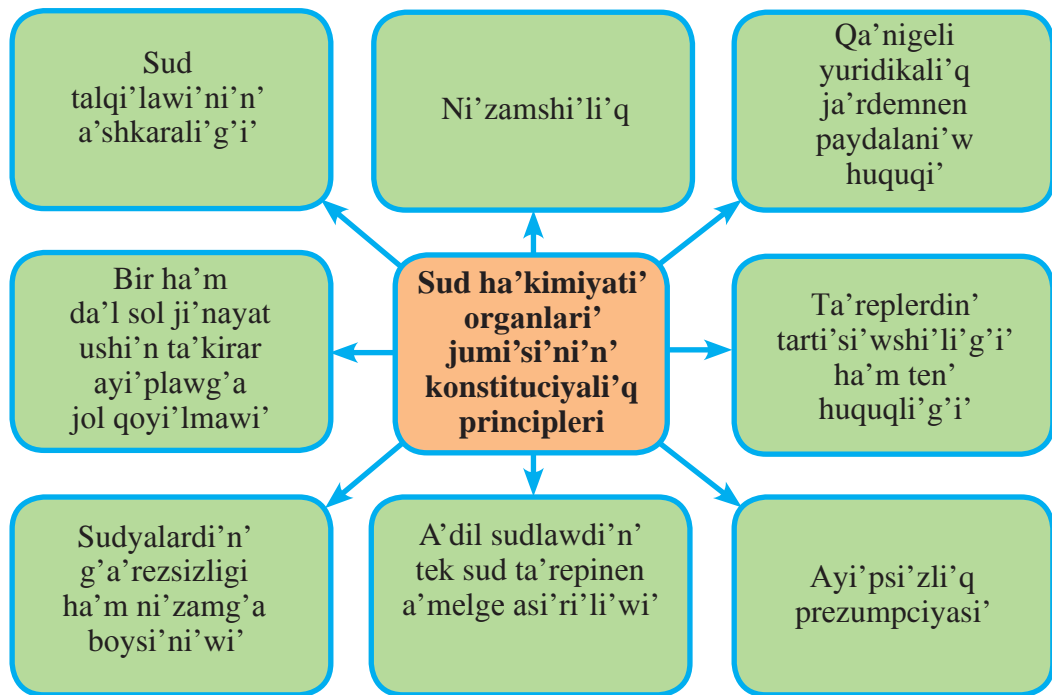 Sud
talqi’lawi’ni’n’
a’shkarali’g’i’
Ni’zamshi’li’q
Qa’nigeli
yuridikali’q
ja’rdemnen
paydalani’w
huquqi’
Bir ha’m
da’l sol ji’nayat
ushi’n ta’kirar
ayi’plawg’a
jol qoyi’lmawi’
Sud ha’kimiyati’
organlari’
jumi’si’ni’n’
konstituciyali’q
principleri
Ta’replerdin’
tarti’si’wshi’li’g’i’
ha’m ten’
huquqli’g’i’
Sudyalardi’n’
g’a’rezsizligi
ha’m ni’zamg’a
boysi’ni’wi’
A’dil sudlawdi’n’
tek sud ta’repinen
a’melge asi’ri’li’wi’
Ayi’psi’zli’q
prezumpciyasi’